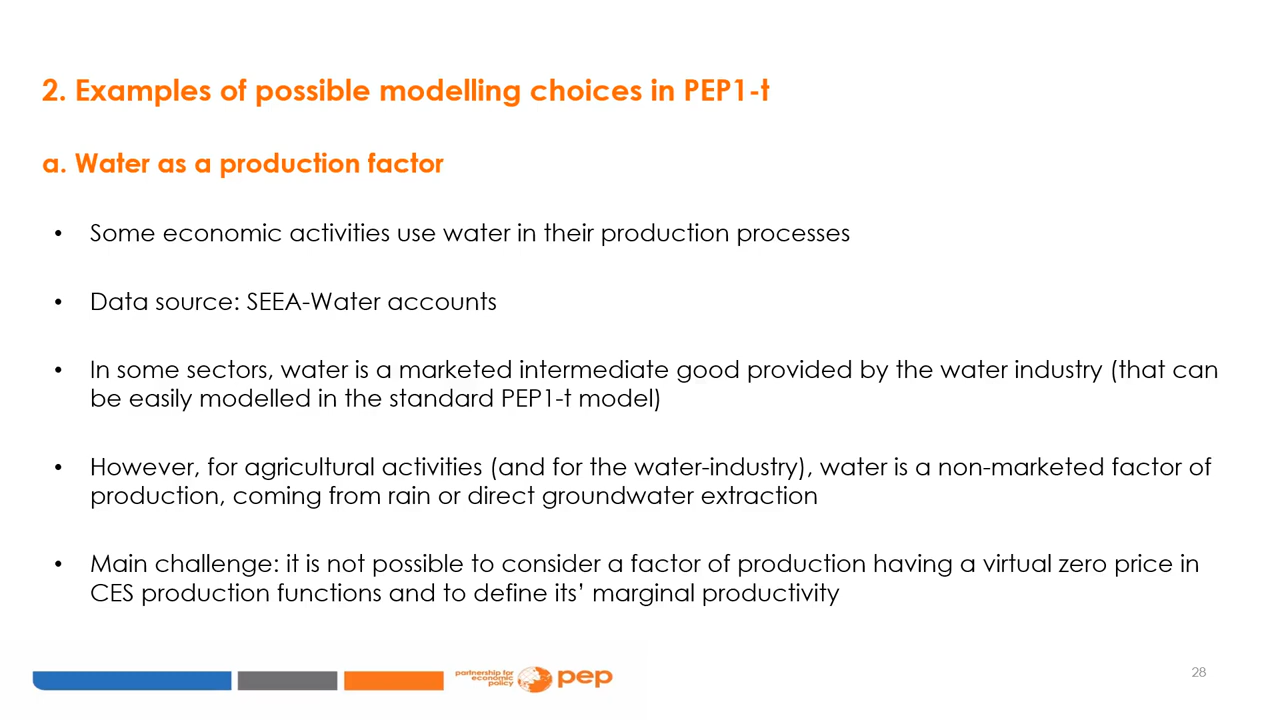 2. Examples of possible modelling choices in PEP1-t
a. Water as a production factor
• Some economic activities use water in their production processes
• Data source: SEEA-Water accounts
• In some sectors, water is a marketed intermediate good provided by the water industry (that can
be easily modelled in the standard PEP1-t model)
• However, for agricultural activities (and for the water-industry), water is a non-marketed factor of
production, coming from rain or direct groundwater extraction
• Main challenge: it is not possible to consider a factor of production having a virtual zero price in
CES production functions and to define its’ marginal productivity
partnership for
economic
policy
pep
28